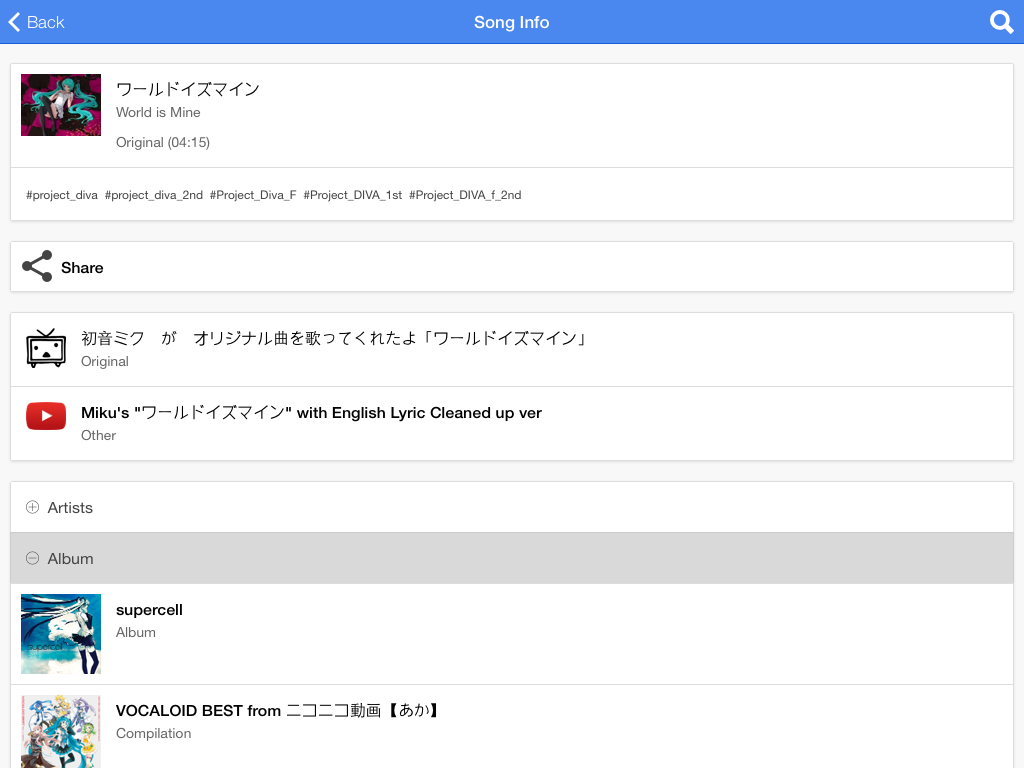 Back
Song Info
ワールドイズマイン
World is Mine
Original (04:15)
#project_diva #project_diva_2nd #Project_Diva_F #Project_DIVA_1st #Project_DIVA_f_2nd
Share
初音ミク　が　オリジナル曲を歌ってくれたよ「ワールドイズマイン」
Original
Miku's "ワールドイズマイン" with English Lyric Cleaned up ver
Other
Artists
Album
supercell
supercell
Album
VOCALOID BEST from ニコニコ動画【あか】
Compilation